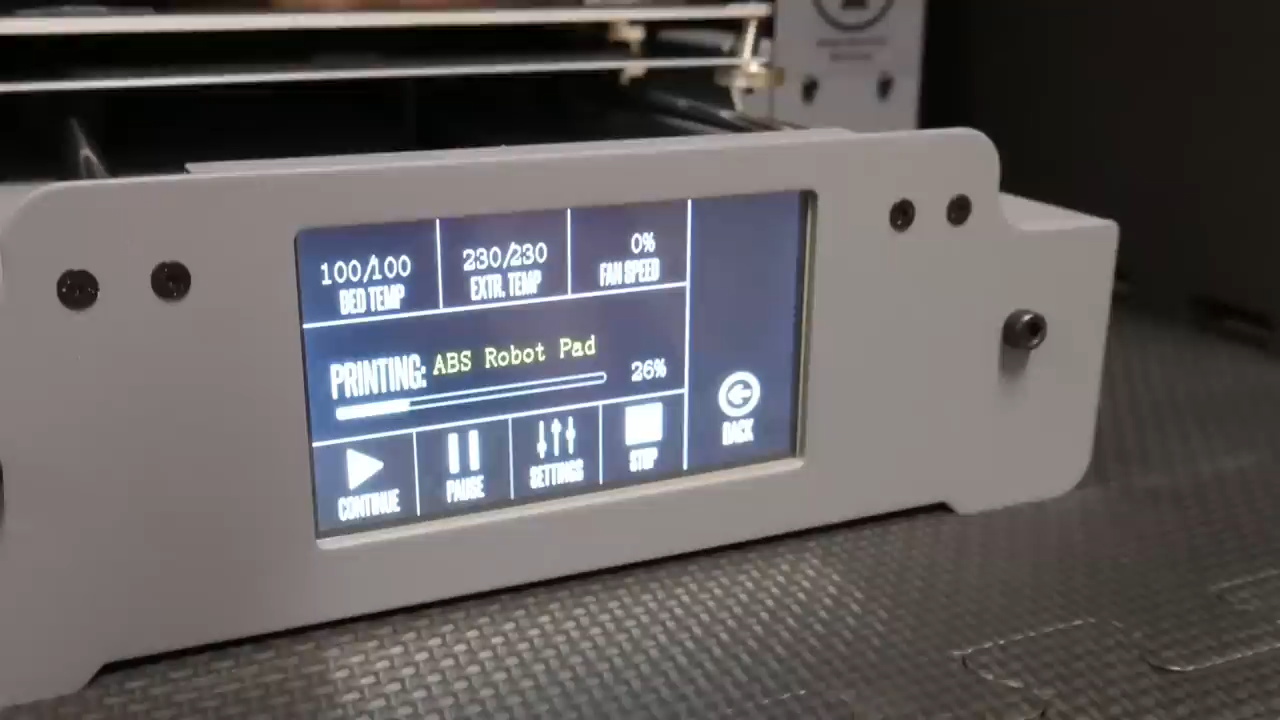 100/100
BED TEMP
230/230
EXTR. TEMP
0%
FAN SPEED
PRINTING: ABS Robot Pad
26%
CONTINUE
PAUSE
SETTINGS
STOP
BACK